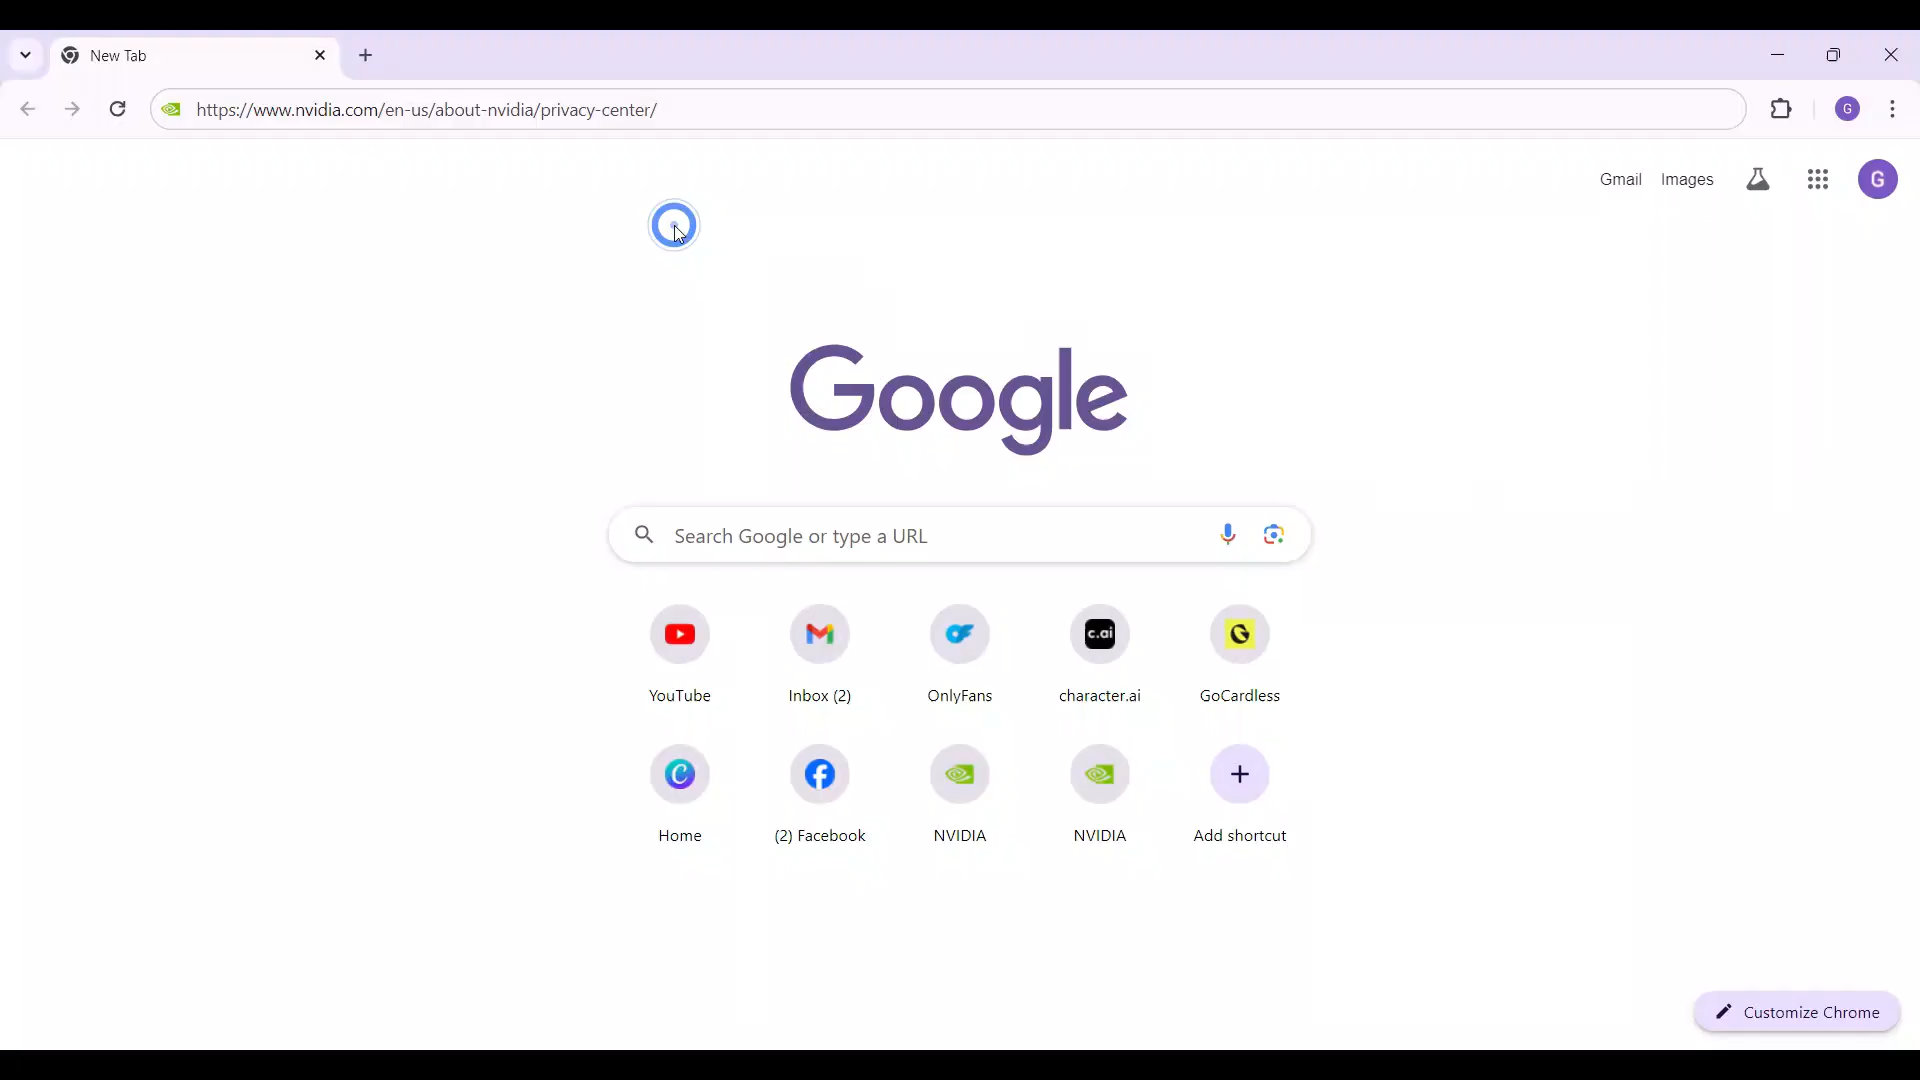 New Tab
https://www.nvidia.com/en-us/about-nvidia/privacy-center/
G
Gmail Images
G
Google
Search Google or type a URL
c.ai
YouTube Inbox (2) OnlyFans character.ai GoCardless
Home (2) Facebook NVIDIA NVIDIA Add shortcut
Customize Chrome